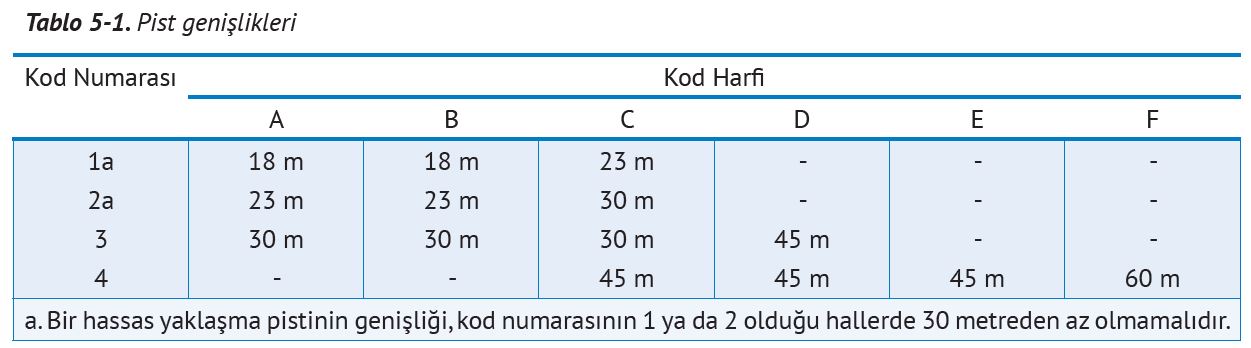 Tablo 5-1. Pist genişlikleri
Kod Numarası Kod Harfi
A B C D E F
1a 18 m 18 m 23 m - - -
2a 23 m 23 m 30 m - - -
3 30 m 30 m 30 m 45 m - -
4 - - 45 m 45 m 45 m 60 m
a. Bir hassas yaklaşma pistinin genişliği, kod numarasının 1 ya da 2 olduğu hallerde 30 metreden az olmamalıdır.